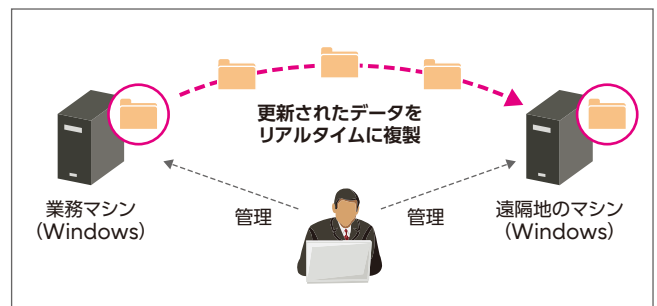 更新されたデータを
リアルタイムに複製
業務マシン
（Windows）
管理
管理
遠隔地のマシン
（Windows）